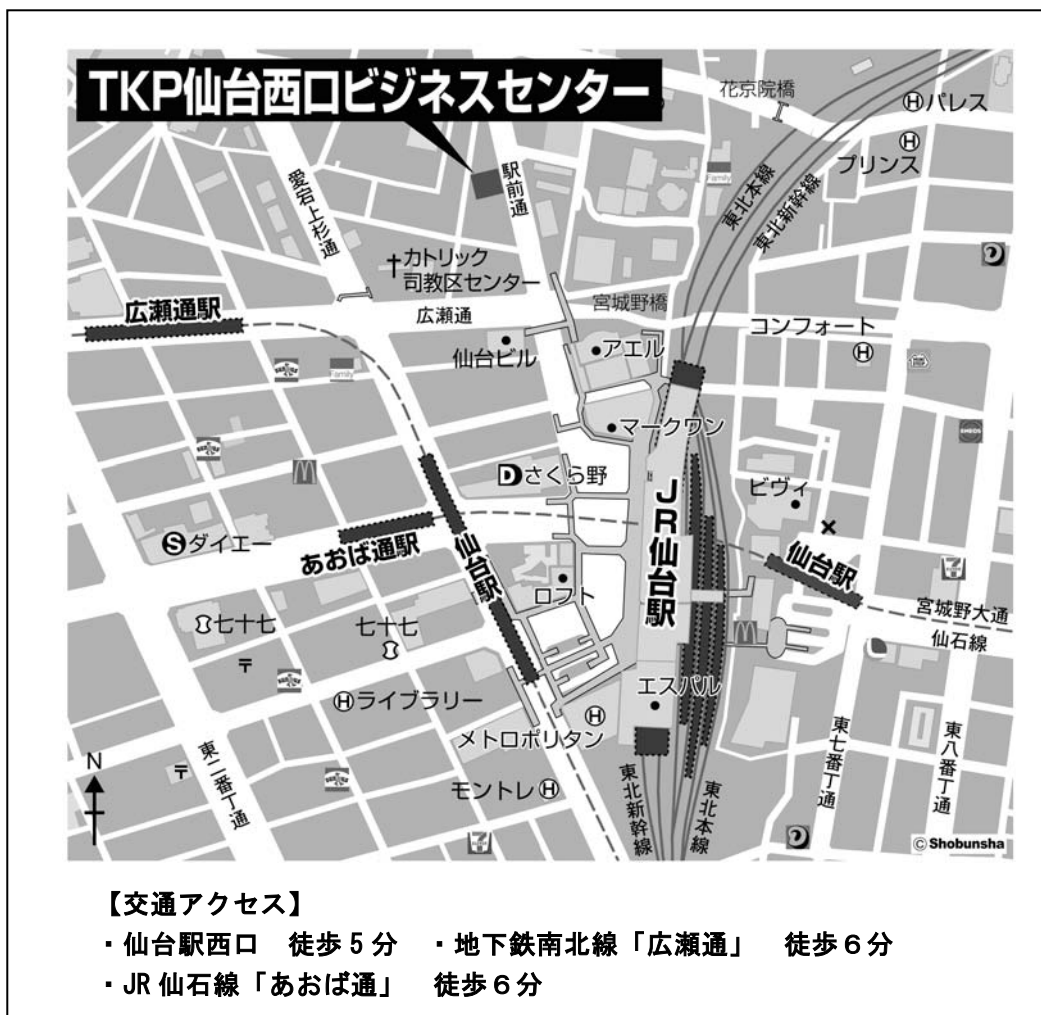 TKP仙台西口ビジネスセンター
花京院橋
Ⓗパレス
Ⓗ
プリンス
Family
東北本線
東北新幹線
駅前通
愛宕上杉通
カトリック
司教区センター
広瀬通駅
広瀬通
宮城野橋
コンフォート
Ⓗ
仙台ビル
アエル
Family
マークワン
Dさくら野
JR仙台駅
ビヴィ
Sダイエー
あおば通駅
仙台駅
仙台駅
ロフト
宮城野大通
仙石線
七十七
七十七
〒
エスパル
Ⓗライブラリー
メトロポリタン
Ⓗ
N
〒
東二番丁通
モントレⒽ
東北新幹線
東北本線
東七番丁通
東八番丁通
© Shobunsha
【交通アクセス】
・仙台駅西口　徒歩5分　・地下鉄南北線「広瀬通」　徒歩６分
・JR仙石線「あおば通」　徒歩６分